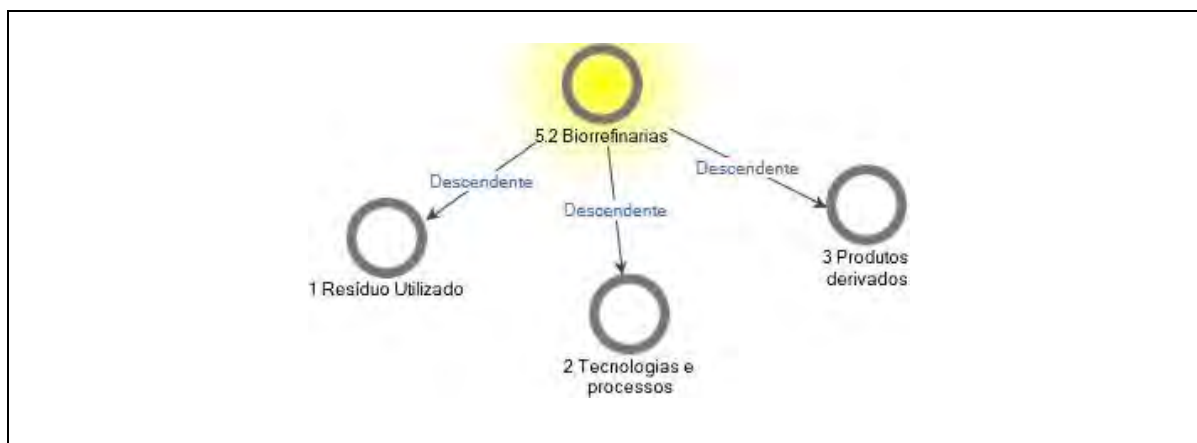 5.2 Biorrefinarias
Descendente
Descendente
Descendente
1 Resíduo Utilizado
2 Tecnologias e
processos
3 Produtos
derivados